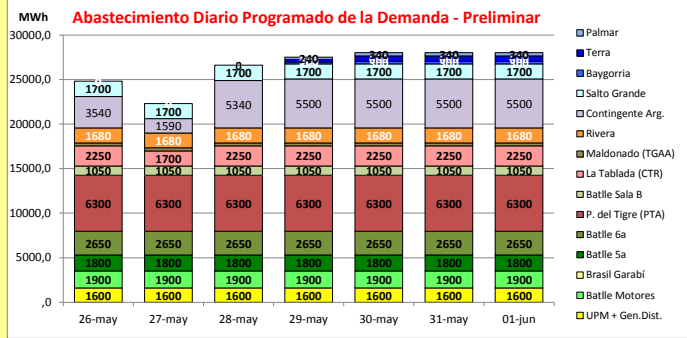 MWh
Abastecimiento Diario Programado de la Demanda - Preliminar
30000,0
25000,0
20000,0
15000,0
10000,0
5000,0
,0
1700 1700 0 1700 240 1700 340 1700 340 1700 340 1700
3540 1590 5340 5500 5500 5500 5500
1680 1680 1680 1680 1680 1680 1680
2250 1700 2250 2250 2250 2250 2250
1050 1050 1050 1050 1050 1050
6300 6300 6300 6300 6300 6300 6300
2650 2650 2650 2650 2650 2650 2650
1800 1800 1800 1800 1800 1800 1800
1900 1900 1900 1900 1900 1900 1900
1600 1600 1600 1600 1600 1600 1600
26-may 27-may 28-may 29-may 30-may 31-may 01-jun
Palmar
Terra
Baygorria
Salto Grande
Contingente Arg.
Rivera
Maldonado (TGAA)
La Tablada (CTR)
Batlle Sala B
P. del Tigre (PTA)
Batlle 6a
Batlle 5a
Brasil Garabí
Batlle Motores
UPM + Gen.Dist.